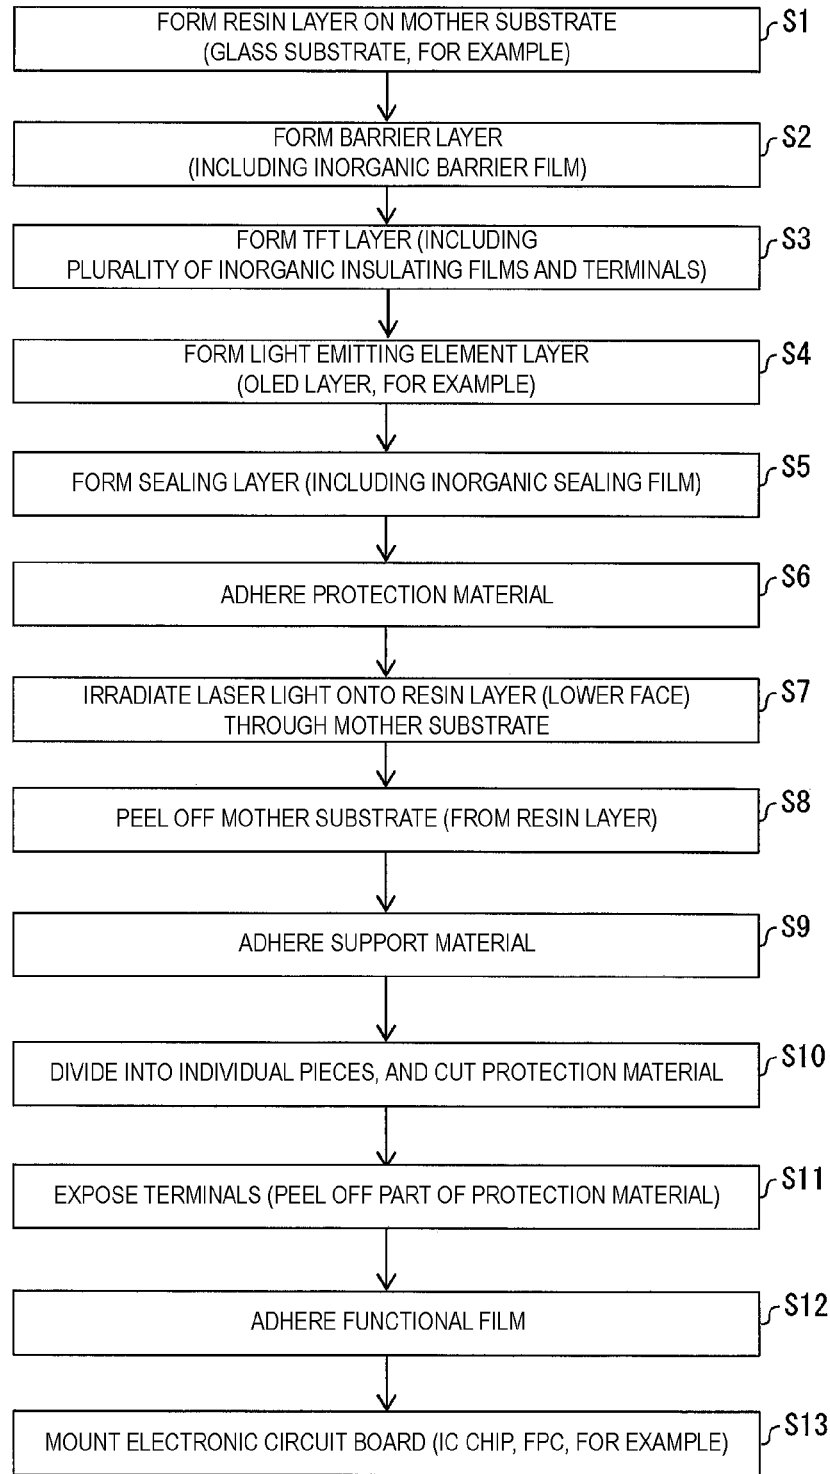 FORM RESIN LAYER ON MOTHER SUBSTRATE
(GLASS SUBSTRATE, FOR EXAMPLE)
S1
FORM BARRIER LAYER
(INCLUDING INORGANIC BARRIER FILM)
S2
FORM TFT LAYER (INCLUDING
PLURALITY OF INORGANIC INSULATING FILMS AND TERMINALS)
S3
FORM LIGHT EMITTING ELEMENT LAYER
(OLED LAYER, FOR EXAMPLE)
S4
FORM SEALING LAYER (INCLUDING INORGANIC SEALING FILM)
S5
ADHERE PROTECTION MATERIAL
S6
IRRADIATE LASER LIGHT ONTO RESIN LAYER (LOWER FACE)
THROUGH MOTHER SUBSTRATE
S7
PEEL OFF MOTHER SUBSTRATE (FROM RESIN LAYER)
S8
ADHERE SUPPORT MATERIAL
S9
DIVIDE INTO INDIVIDUAL PIECES, AND CUT PROTECTION MATERIAL
S10
EXPOSE TERMINALS (PEEL OFF PART OF PROTECTION MATERIAL)
S11
ADHERE FUNCTIONAL FILM
S12
MOUNT ELECTRONIC CIRCUIT BOARD (IC CHIP, FPC, FOR EXAMPLE)
S13